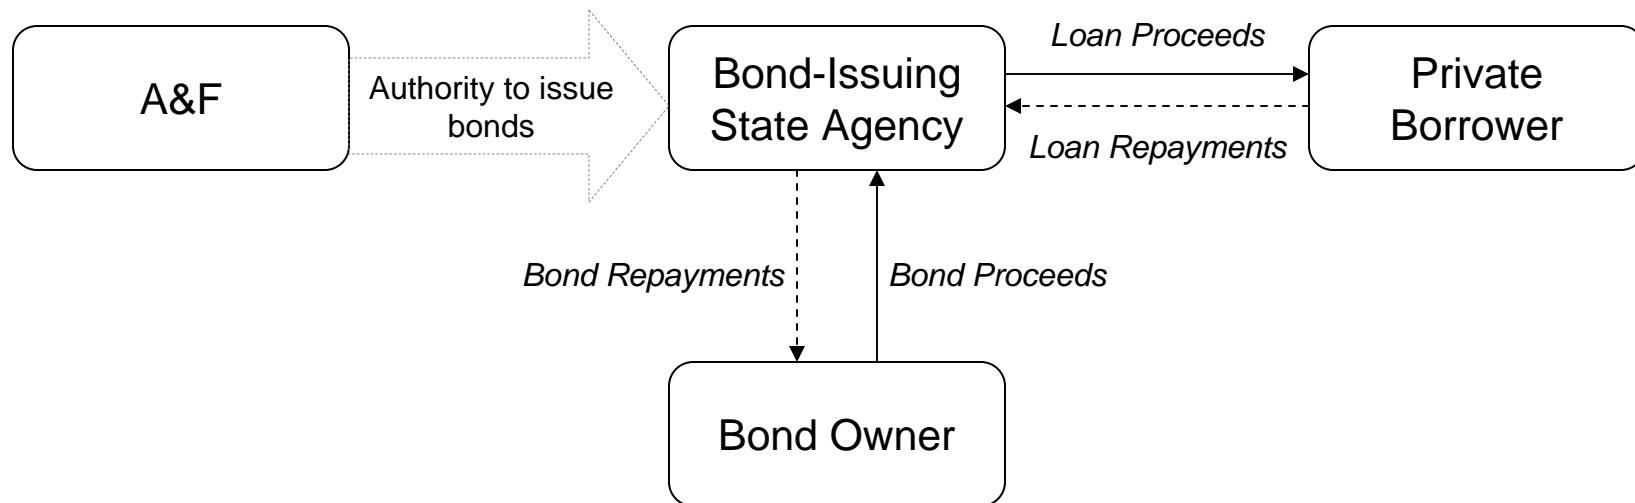 A&F
Authority to issue
bonds
Bond-Issuing
State Agency
Loan Proceeds
Loan Repayments
Private
Borrower
Bond Repayments
Bond Proceeds
Bond Owner